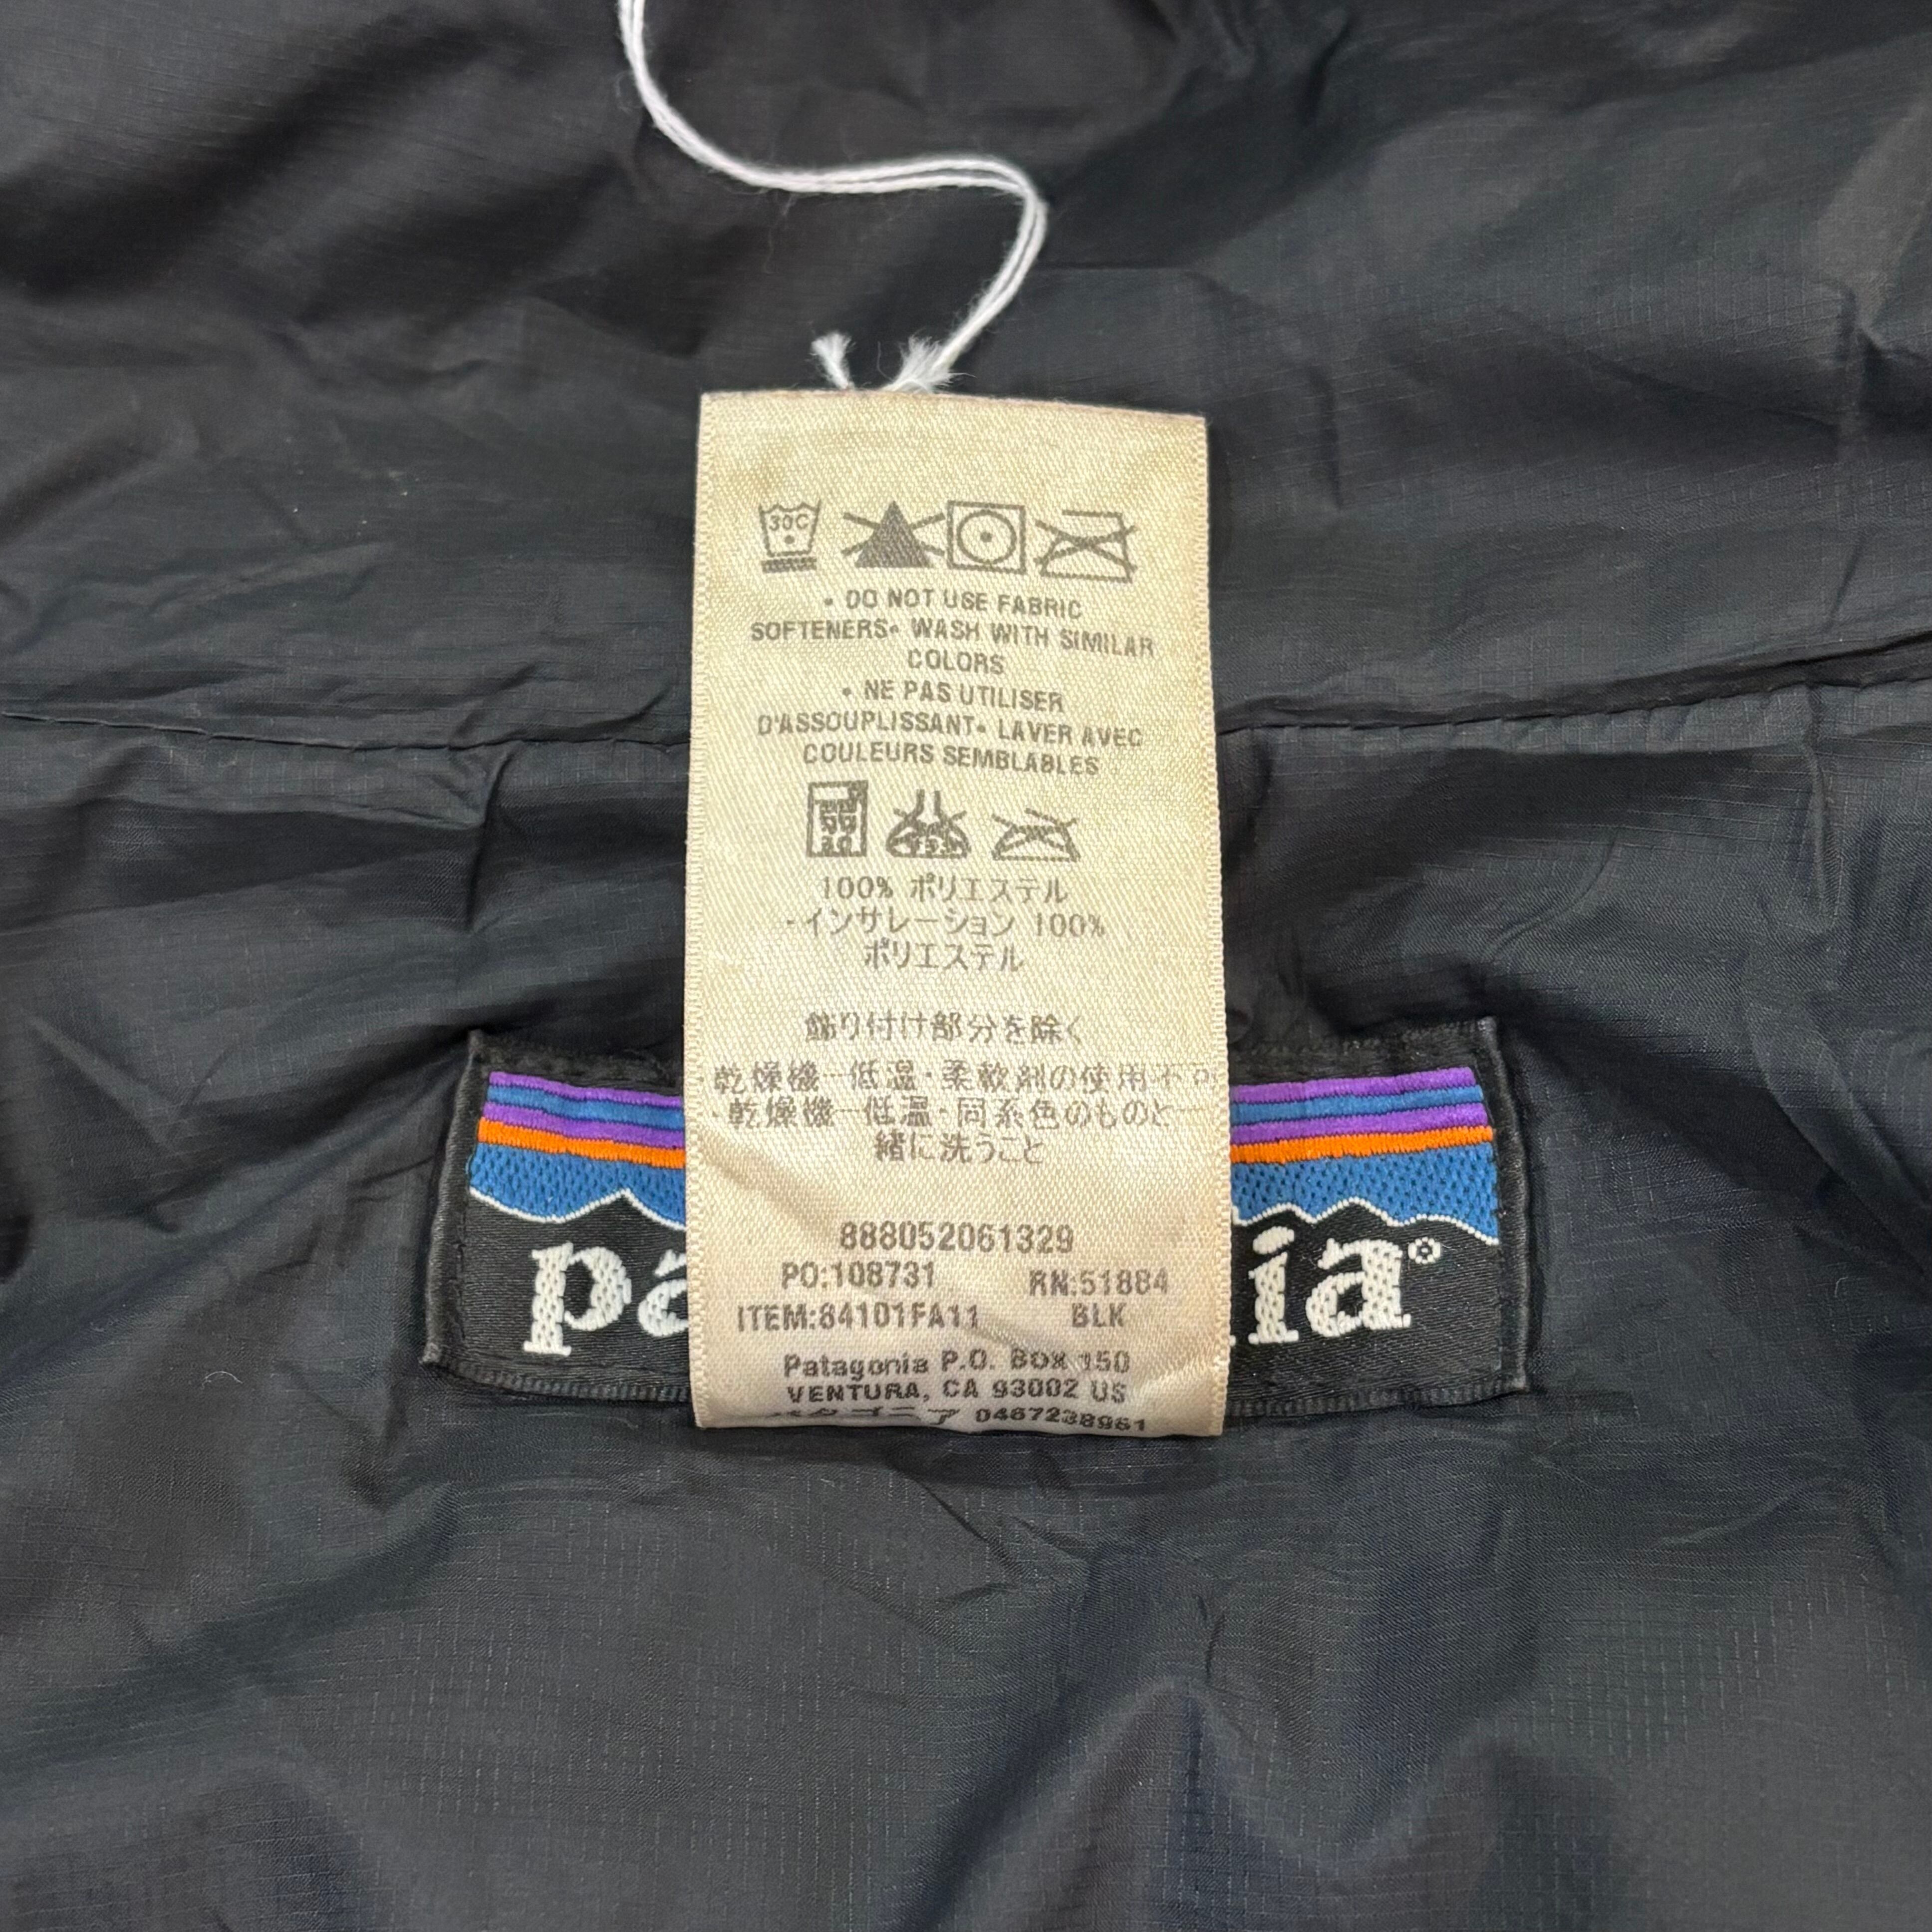 30C
• DO NOT USE FABRIC
SOFTENERS• WASH WITH SIMILAR
COLORS
• NE PAS UTILISER
D'ASSOUPLISSANT• LAVER AVEC
COULEURS SEMBLABLES
100% ポリエステル
・インサレーション 100%
ポリエステル
飾り付け部分を除く
・乾燥機－低温・柔軟剤の使用不可
・乾燥機－低温・同系色のものと一
緒に洗うこと
888052061329
PO:108731 RN:51884
ITEM:84101FA11 BLK
Patagonia P.O. Box 150
VENTURA, CA 93002 US
パタゴニア 0467238961
pa ia®